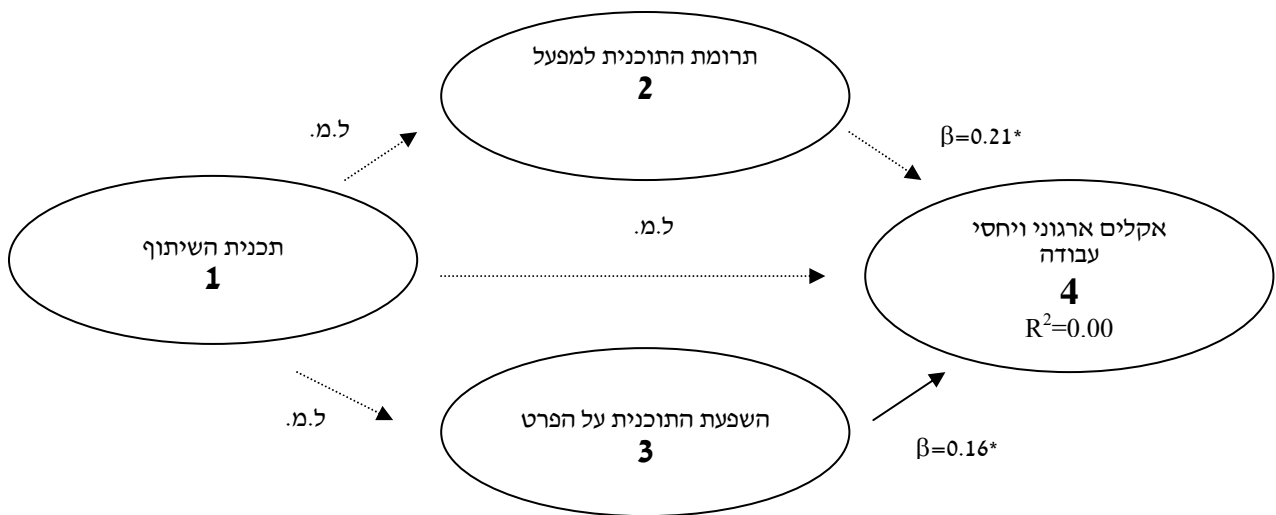 תרומת התוכנית למפעל
2
ל.מ.
β=0.21*
ל.מ.
תכנית השיתוף
1
אקלים ארגוני ויחסי
עבודה
4
R²=0.00
השפעת התוכנית על הפרט
3
ל.מ.
β=0.16*